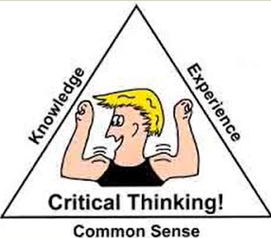 Knowledge
Experience
Critical Thinking!
Common Sense